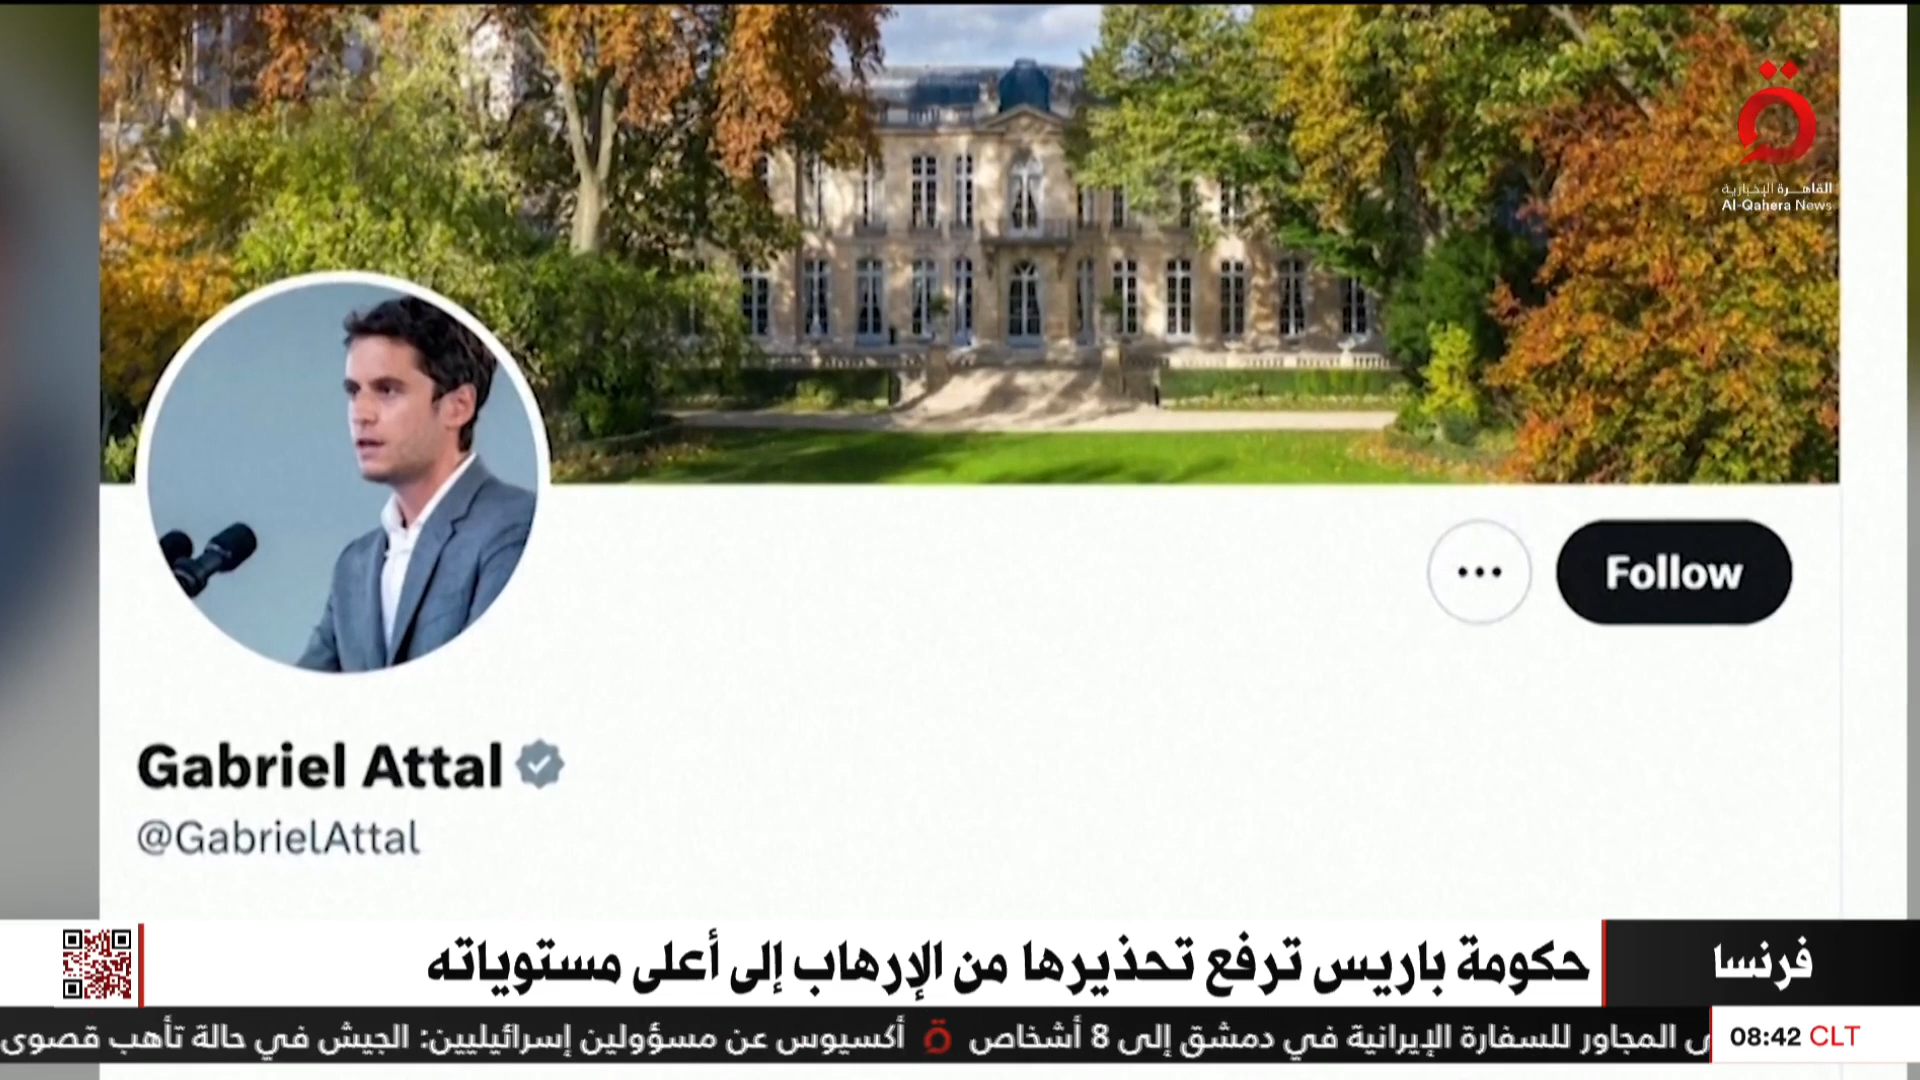 القاهرة الإخبارية
Al-Qahera News
Follow
Gabriel Attal
@GabrielAttal
فرنسا
حكومة باريس ترفع تحذيرها من الإرهاب إلى أعلى مستوياته
08:42 CLT
المجاور للسفارة الإيرانية في دمشق إلى 8 أشخاص أكسيوس عن مسؤولين إسرائيليين: الجيش في حالة تأهب قصوى